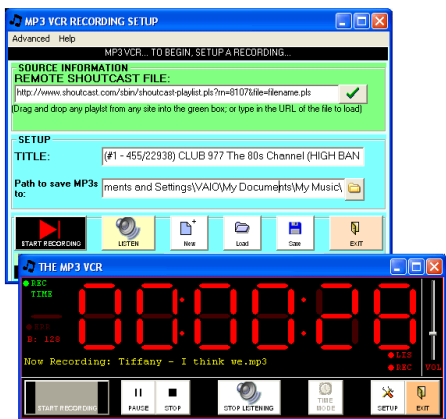 MP3 VCR RECORDING SETUP
Advanced Help
MP3 VCR... TO BEGIN, SETUP A RECORDING...
SOURCE INFORMATION
REMOTE SHOUTCAST FILE:
http://www.shoutcast.com/sbin/shoutcast-playlist.pls?rn=8107&file=filename.pls
(Drag and drop any playlst from any site into the green box; or type in the URL of the file to load)
SETUP
TITLE: (#1 - 455/22938) CLUB 977 The 80s Channel (HIGH BAN
Path to save MP3s to: ments and Settings\VAIO\My Documents\My Music\
START RECORDING LISTEN New Load Save EXIT
THE MP3 VCR
REC
TIME
00:00:28
B: 128
Now Recording: Tiffany - I think we.mp3
LIS
REC VOL
START RECORDING PAUSE STOP STOP LISTENING TIME MODE SETUP EXIT